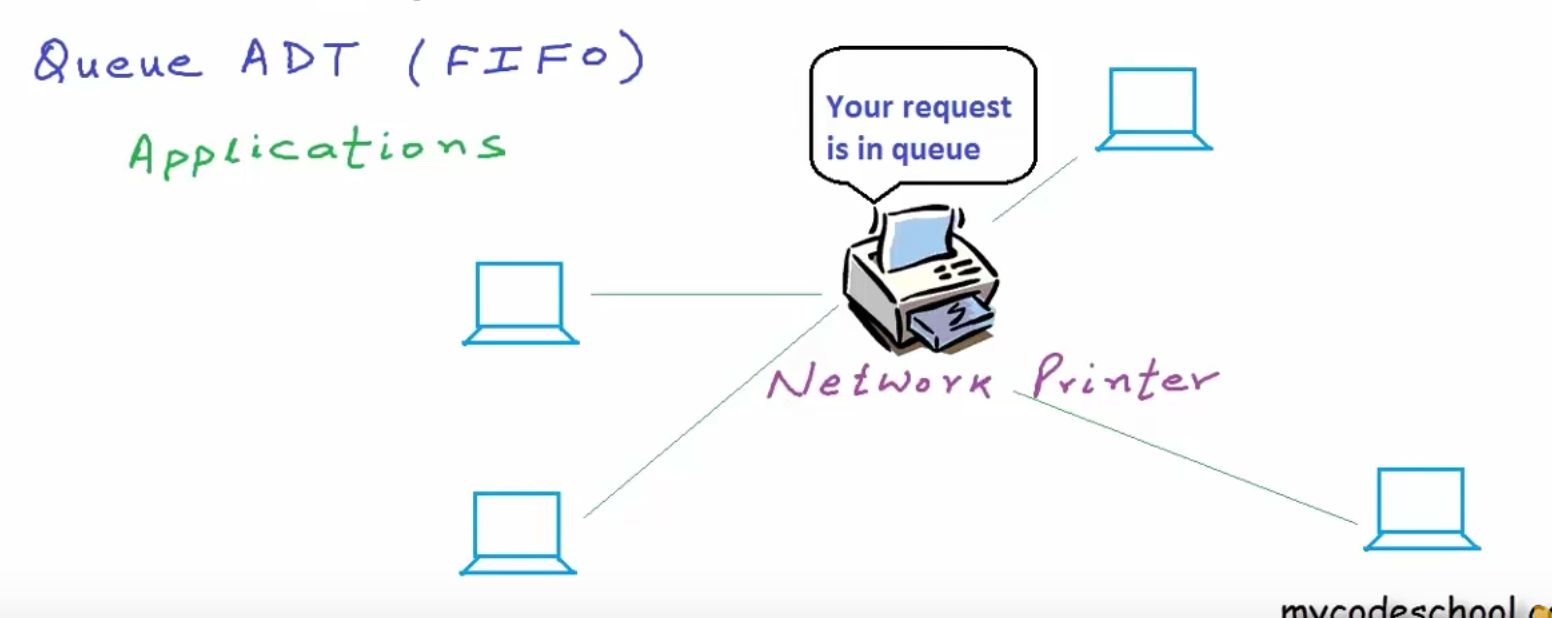 Queue ADT (FIFO)
Applications
Your request
is in queue
Network Printer
mycodeschool.c